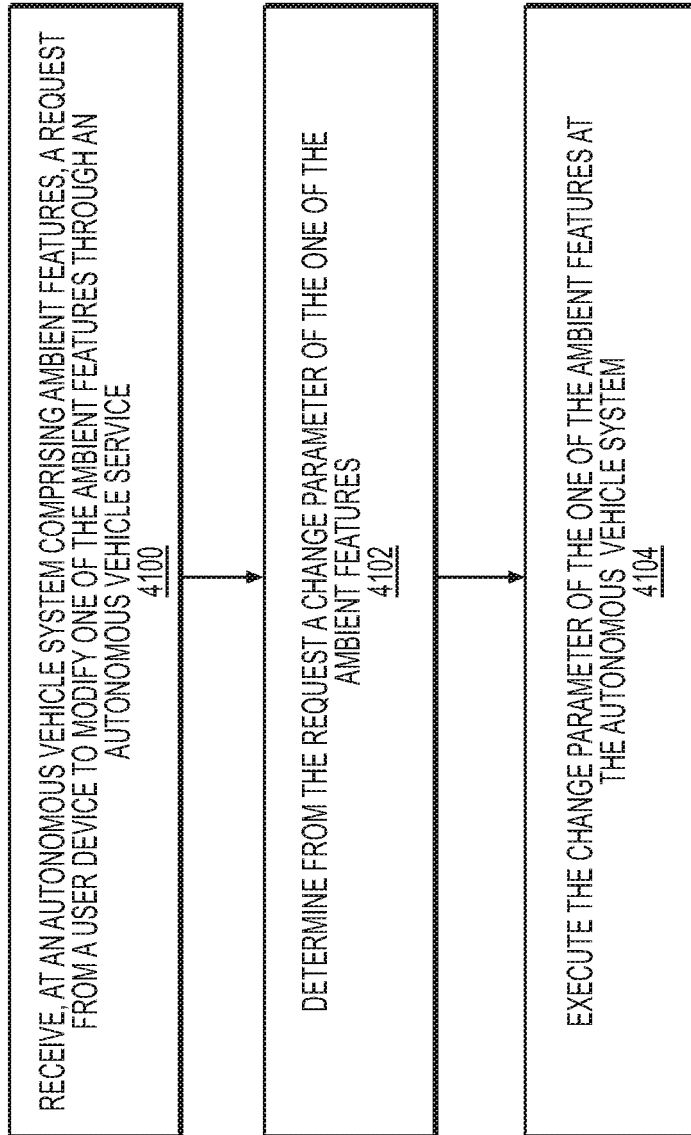 RECEIVE, AT AN AUTONOMOUS VEHICLE SYSTEM COMPRISING AMBIENT FEATURES, A REQUEST
FROM A USER DEVICE TO MODIFY ONE OF THE AMBIENT FEATURES THROUGH AN
AUTONOMOUS VEHICLE SERVICE
4100
DETERMINE FROM THE REQUEST A CHANGE PARAMETER OF THE ONE OF THE
AMBIENT FEATURES
4102
EXECUTE THE CHANGE PARAMETER OF THE ONE OF THE AMBIENT FEATURES AT
THE AUTONOMOUS VEHICLE SYSTEM
4104